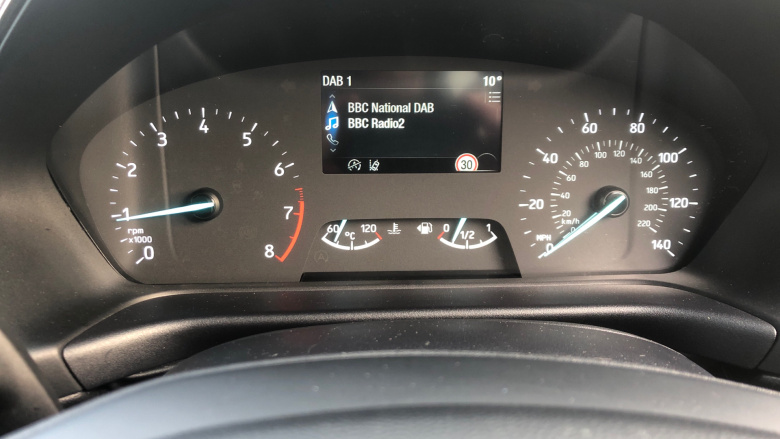 DAB 1 10°
BBC National DAB
BBC Radio2
30
0 1 2 3 4 5 6 7 8
rpm
x1000
60 °C 120
0 1/2 1
0 20 40 60 80 100 120 140
MPH
0 20 40 60 80 100 120 140 160 180 200 220
km/h